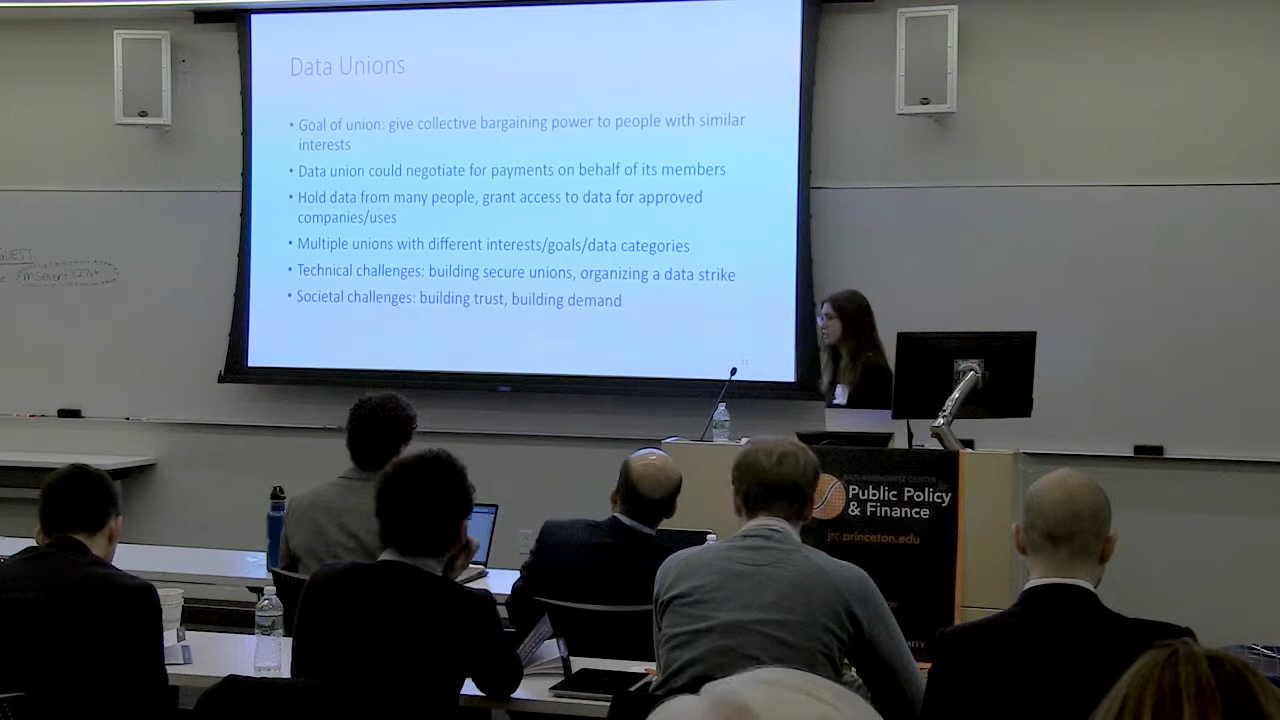 Data Unions
• Goal of union: give collective bargaining power to people with similar
interests
• Data union could negotiate for payments on behalf of its members
• Hold data from many people, grant access to data for approved
companies/uses
• Multiple unions with different interests/goals/data categories
• Technical challenges: building secure unions, organizing a data strike
• Societal challenges: building trust, building demand
Public Policy
& Finance
jrc.princeton.edu